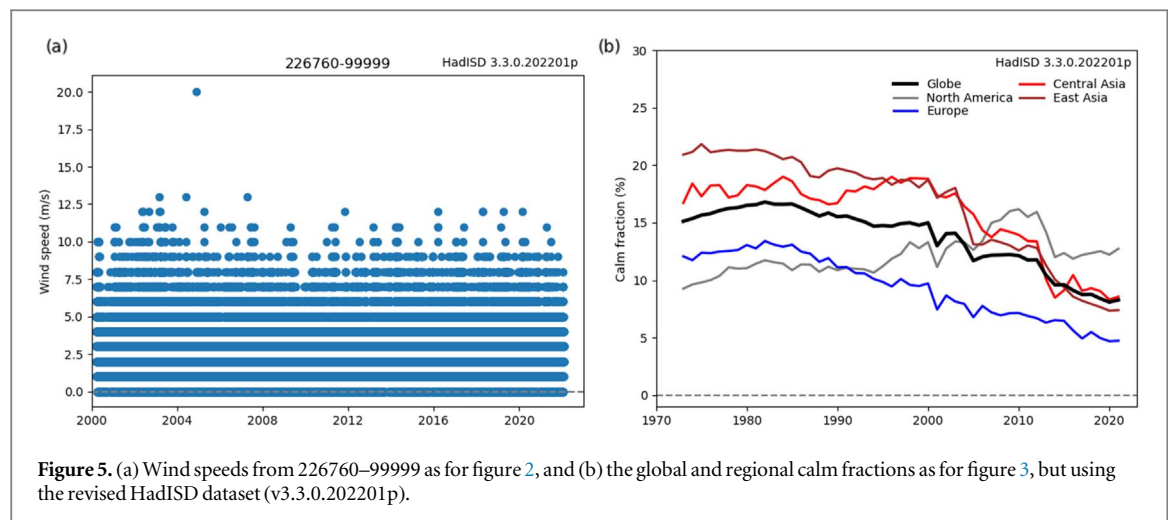 (a)
226760-99999
HadISD 3.3.0.202201p
Wind speed (m/s)
20.0
17.5
15.0
12.5
10.0
7.5
5.0
2.5
0.0
2000 2004 2008 2012 2016 2020
(b)
HadISD 3.3.0.202201p
Globe
North America
Europe
Central Asia
East Asia
Calm fraction (%)
30
25
20
15
10
5
0
1970 1980 1990 2000 2010 2020
Figure 5. (a) Wind speeds from 226760–99999 as for figure 2, and (b) the global and regional calm fractions as for figure 3, but using
the revised HadISD dataset (v3.3.0.202201p).